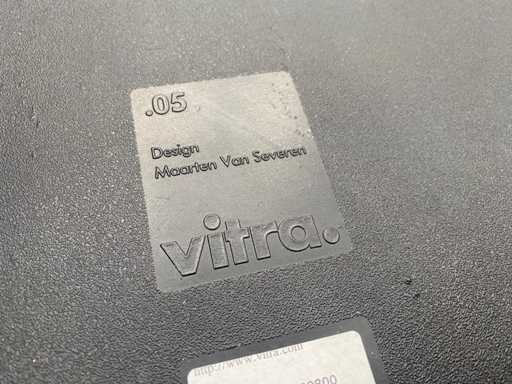 .05
Design
Maarten Van Severen
vitra.
http://www.vitra.com